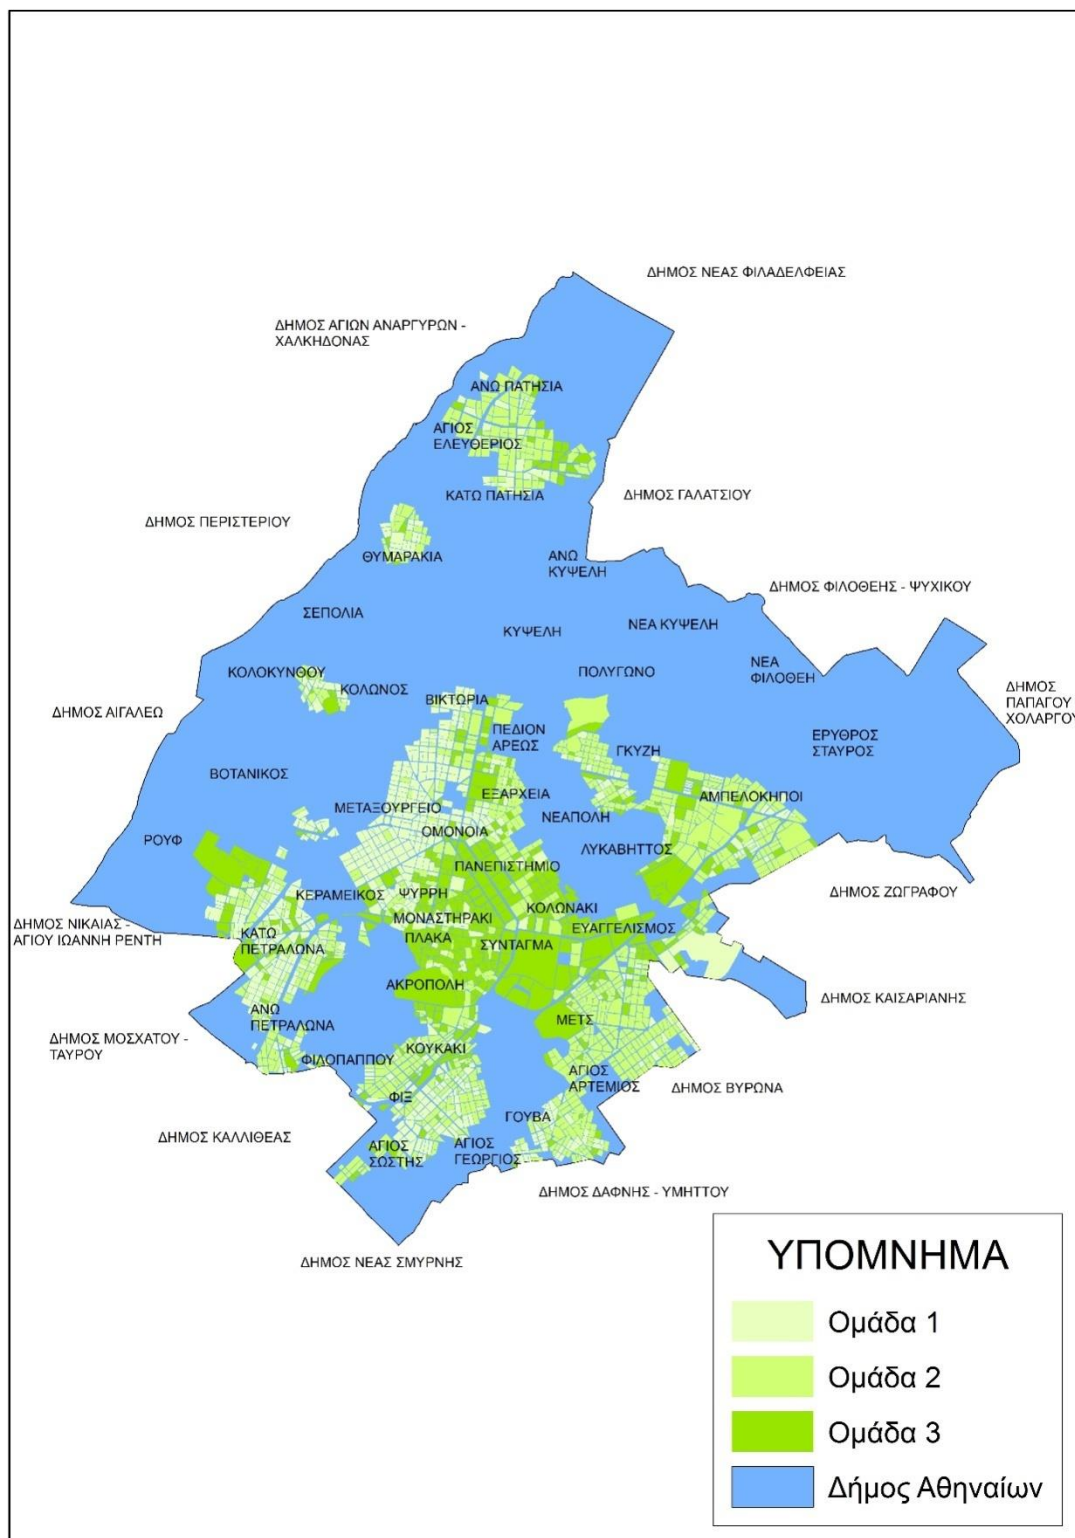 ΔΗΜΟΣ ΝΕΑΣ ΦΙΛΑΔΕΛΦΕΙΑΣ
ΔΗΜΟΣ ΑΓΙΩΝ ΑΝΑΡΓΥΡΩΝ -
ΧΑΛΚΗΔΟΝΑΣ
ΑΝΩ ΠΑΤΗΣΙΑ
ΑΓΙΟΣ
ΕΛΕΥΘΕΡΙΟΣ
ΚΑΤΩ ΠΑΤΗΣΙΑ
ΔΗΜΟΣ ΓΑΛΑΤΣΙΟΥ
ΔΗΜΟΣ ΠΕΡΙΣΤΕΡΙΟΥ
ΘΥΜΑΡΑΚΙΑ
ΑΝΩ
ΚΥΨΕΛΗ
ΔΗΜΟΣ ΦΙΛΟΘΕΗΣ - ΨΥΧΙΚΟΥ
ΣΕΠΟΛΙΑ
ΚΥΨΕΛΗ
ΝΕΑ ΚΥΨΕΛΗ
ΚΟΛΟΚΥΝΘΟΥ
ΚΟΛΩΝΟΣ
ΠΟΛΥΓΩΝΟ
ΝΕΑ
ΦΙΛΟΘΕΗ
ΔΗΜΟΣ
ΠΑΠΑΓΟΥ
ΧΟΛΑΡΓΟΥ
ΔΗΜΟΣ ΑΙΓΑΛΕΩ
ΒΙΚΤΩΡΙΑ
ΠΕΔΙΟΝ
ΑΡΕΩΣ
ΓΚΥΖΗ
ΕΡΥΘΡΟΣ
ΣΤΑΥΡΟΣ
ΒΟΤΑΝΙΚΟΣ
ΜΕΤΑΞΟΥΡΓΕΙΟ
ΕΞΑΡΧΕΙΑ
ΑΜΠΕΛΟΚΗΠΟΙ
ΡΟΥΦ
ΟΜΟΝΟΙΑ
ΝΕΑΠΟΛΗ
ΛΥΚΑΒΗΤΤΟΣ
ΠΑΝΕΠΙΣΤΗΜΙΟ
ΚΕΡΑΜΕΙΚΟΣ
ΨΥΡΡΗ
ΚΟΛΩΝΑΚΙ
ΔΗΜΟΣ ΖΩΓΡΑΦΟΥ
ΔΗΜΟΣ ΝΙΚΑΙΑΣ -
ΑΓΙΟΥ ΙΩΑΝΝΗ ΡΕΝΤΗ
ΜΟΝΑΣΤΗΡΑΚΙ
ΕΥΑΓΓΕΛΙΣΜΟΣ
ΚΑΤΩ
ΠΕΤΡΑΛΩΝΑ
ΠΛΑΚΑ
ΣΥΝΤΑΓΜΑ
ΑΚΡΟΠΟΛΗ
ΔΗΜΟΣ ΚΑΙΣΑΡΙΑΝΗΣ
ΑΝΩ
ΠΕΤΡΑΛΩΝΑ
ΜΕΤΣ
ΔΗΜΟΣ ΜΟΣΧΑΤΟΥ -
ΤΑΥΡΟΥ
ΦΙΛΟΠΑΠΠΟΥ
ΚΟΥΚΑΚΙ
ΑΓΙΟΣ
ΑΡΤΕΜΙΟΣ
ΔΗΜΟΣ ΒΥΡΩΝΑ
ΦΙΞ
ΓΟΥΒΑ
ΔΗΜΟΣ ΚΑΛΛΙΘΕΑΣ
ΑΓΙΟΣ
ΣΩΣΤΗΣ
ΑΓΙΟΣ
ΓΕΩΡΓΙΟΣ
ΔΗΜΟΣ ΔΑΦΝΗΣ - ΥΜΗΤΤΟΥ
ΔΗΜΟΣ ΝΕΑΣ ΣΜΥΡΝΗΣ
ΥΠΟΜΝΗΜΑ
Ομάδα 1
Ομάδα 2
Ομάδα 3
Δήμος Αθηναίων